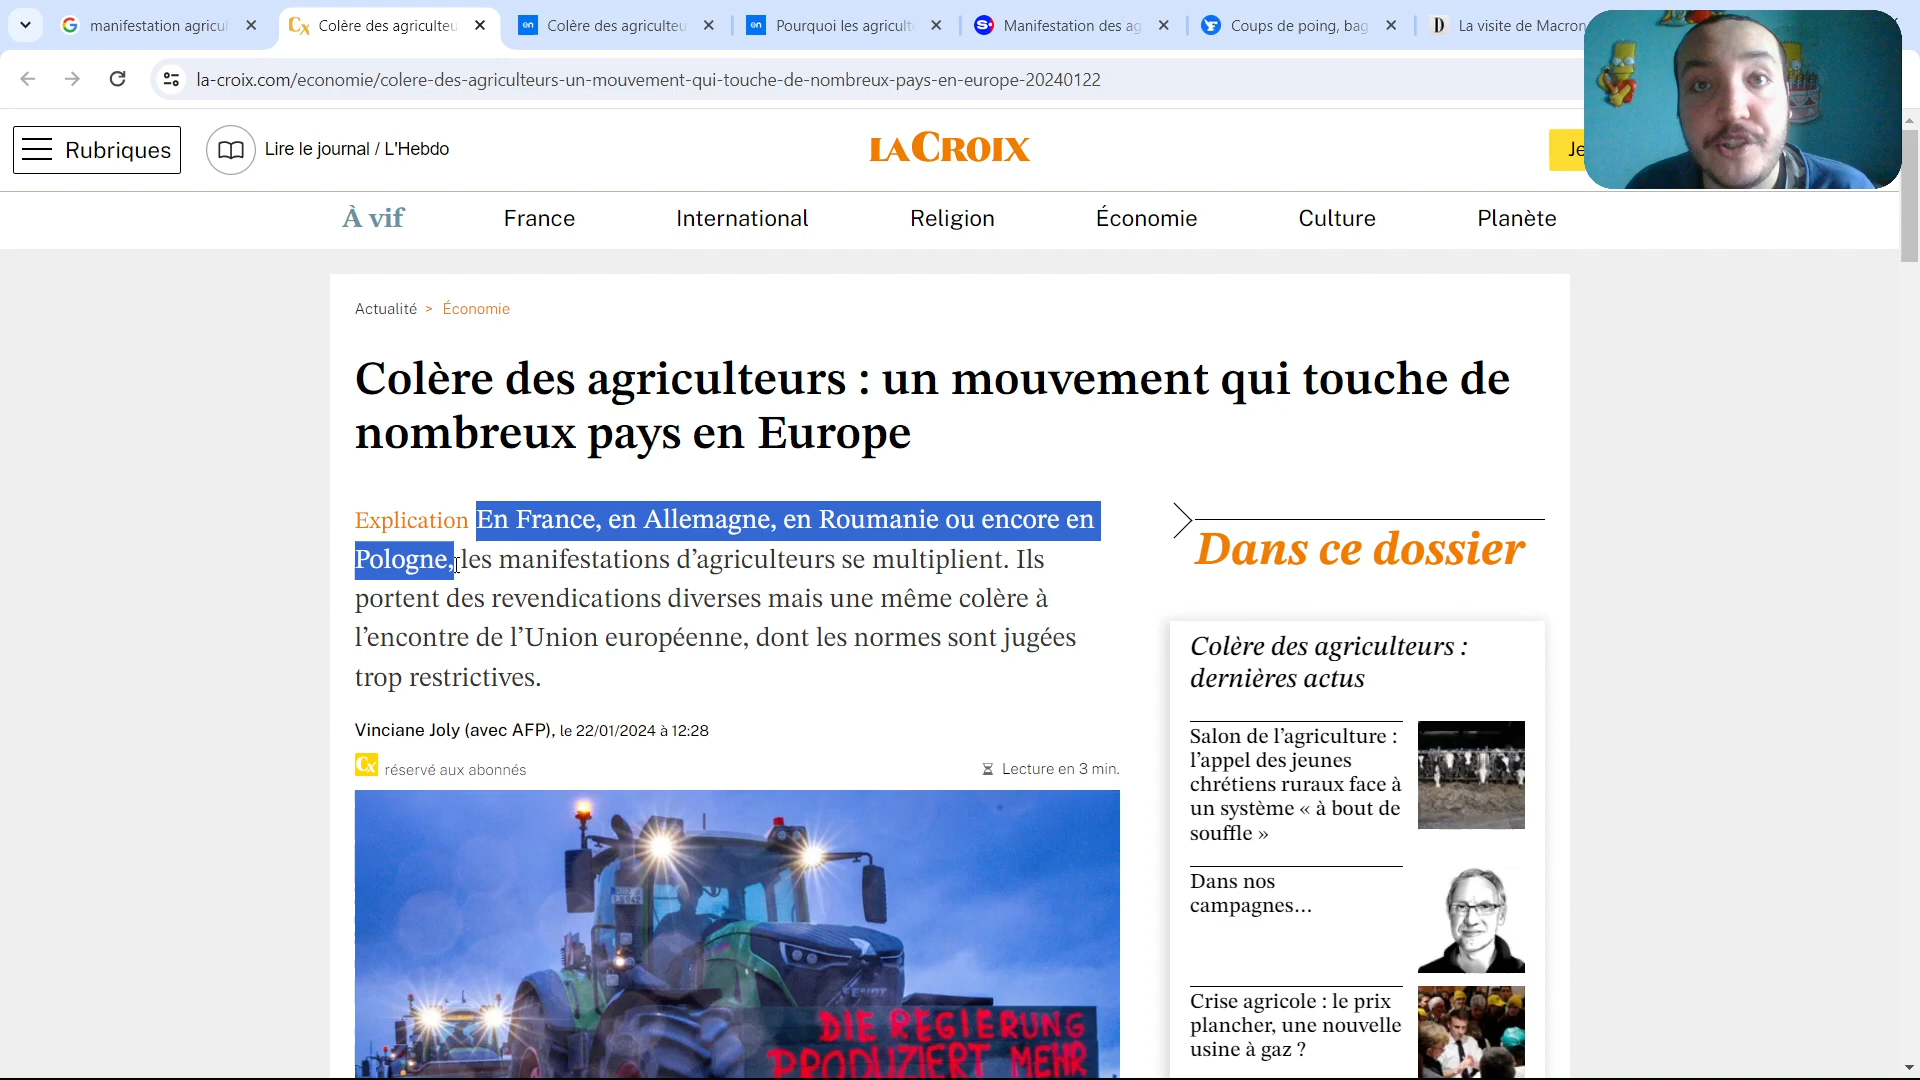 manifestation agricul
Colère des agriculteu
Colère des agriculteu
Pourquoi les agricult
Manifestation des ag
Coups de poing, bag
La visite de Macron
la-croix.com/economie/colere-des-agriculteurs-un-mouvement-qui-touche-de-nombreux-pays-en-europe-20240122
Rubriques
Lire le journal / L'Hebdo
LA CROIX
Je
À vif
France
International
Religion
Économie
Culture
Planète
Actualité > Économie
Colère des agriculteurs : un mouvement qui touche de
nombreux pays en Europe
Explication En France, en Allemagne, en Roumanie ou encore en
Pologne, les manifestations d’agriculteurs se multiplient. Ils
portent des revendications diverses mais une même colère à
l’encontre de l’Union européenne, dont les normes sont jugées
trop restrictives.
Vinciane Joly (avec AFP), le 22/01/2024 à 12:28
Cx réservé aux abonnés
Lecture en 3 min.
FENDT
DIE REGIERUNG
PRODUZIERT MEHR
Dans ce dossier
Colère des agriculteurs :
dernières actus
Salon de l’agriculture :
l’appel des jeunes
chrétiens ruraux face à
un système « à bout de
souffle »
Dans nos
campagnes…
Crise agricole : le prix
plancher, une nouvelle
usine à gaz ?